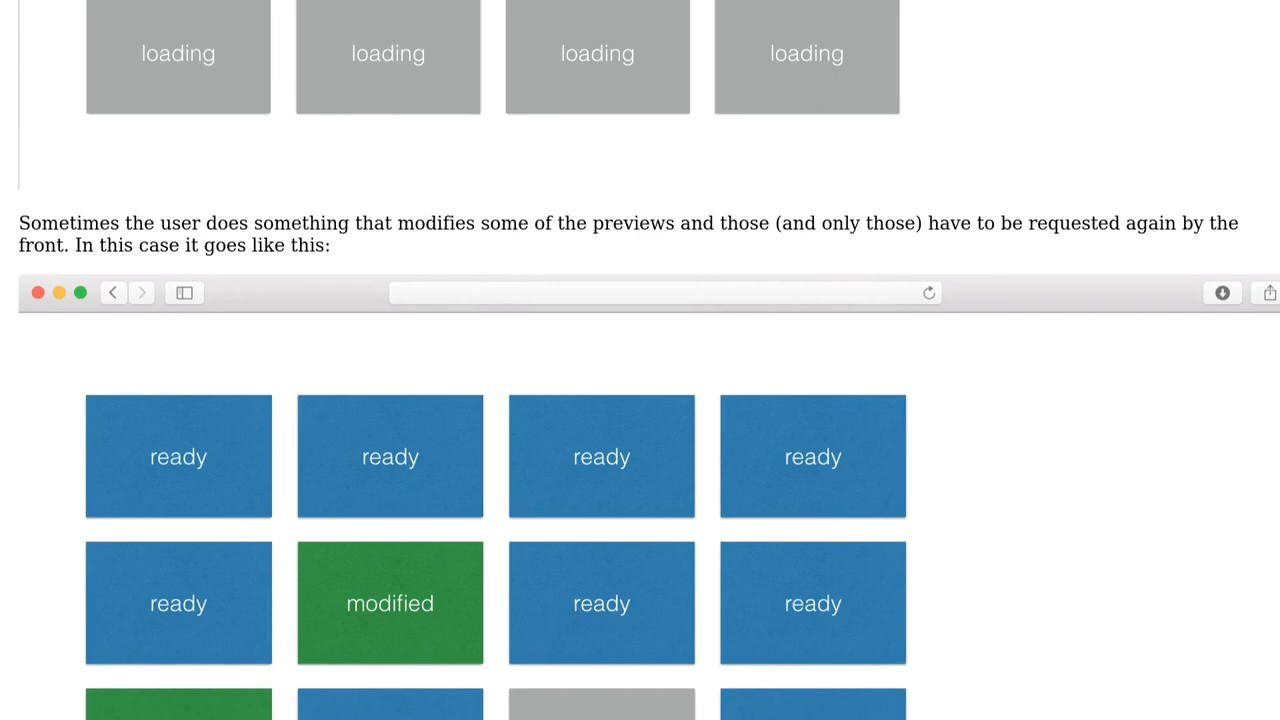 loading loading loading loading
Sometimes the user does something that modifies some of the previews and those (and only those) have to be requested again by the
front. In this case it goes like this:
ready ready ready ready
ready modified ready ready